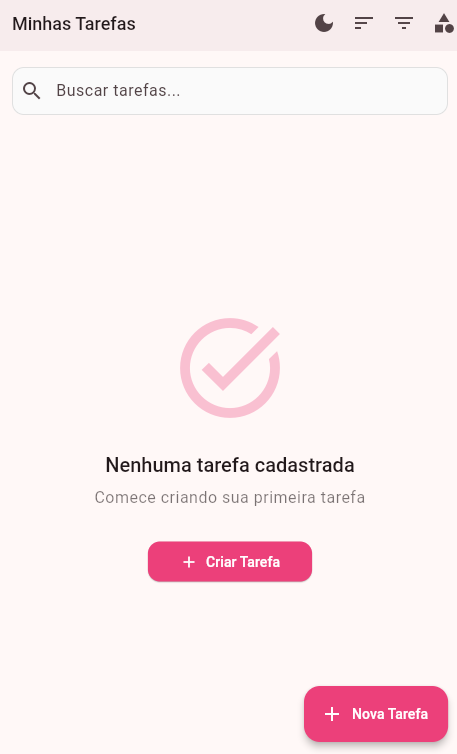 Minhas Tarefas
Buscar tarefas...
Nenhuma tarefa cadastrada
Comece criando sua primeira tarefa
Criar Tarefa
Nova Tarefa